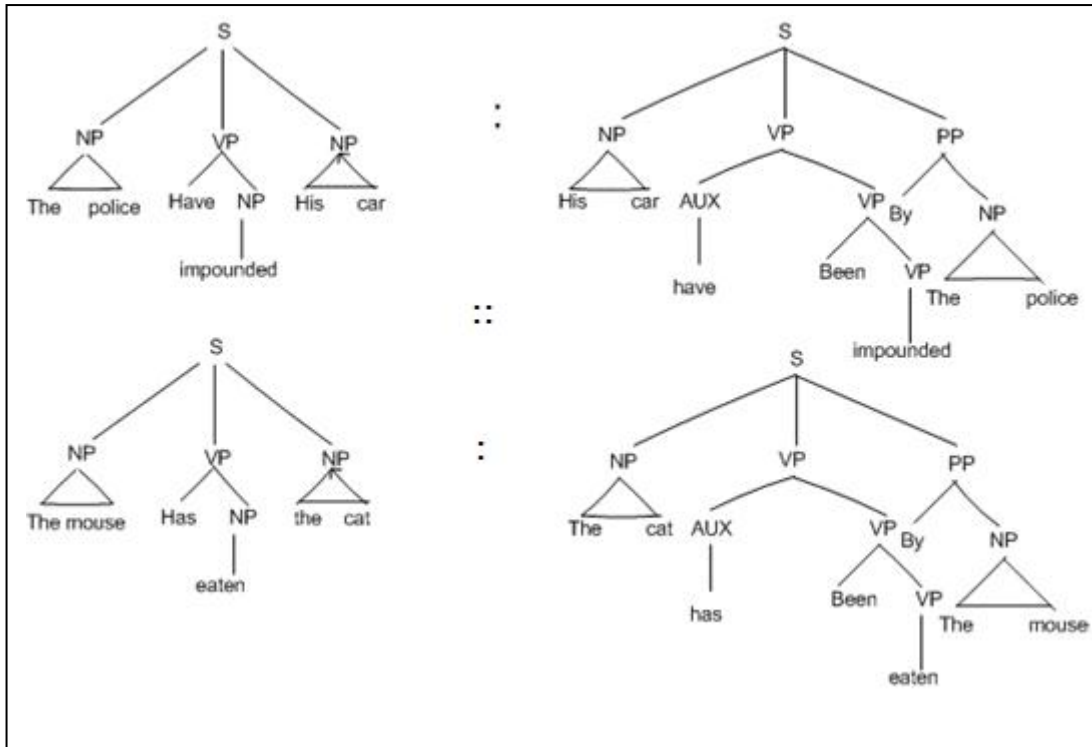 S
S
NP VP NP : NP VP PP
The police Have NP His car His car AUX VP By NP
impounded Been VP The police
have
::
impounded
S
S
NP VP NP : NP VP PP
The mouse Has NP the cat The cat AUX VP By NP
eaten Been VP The mouse
has
eaten